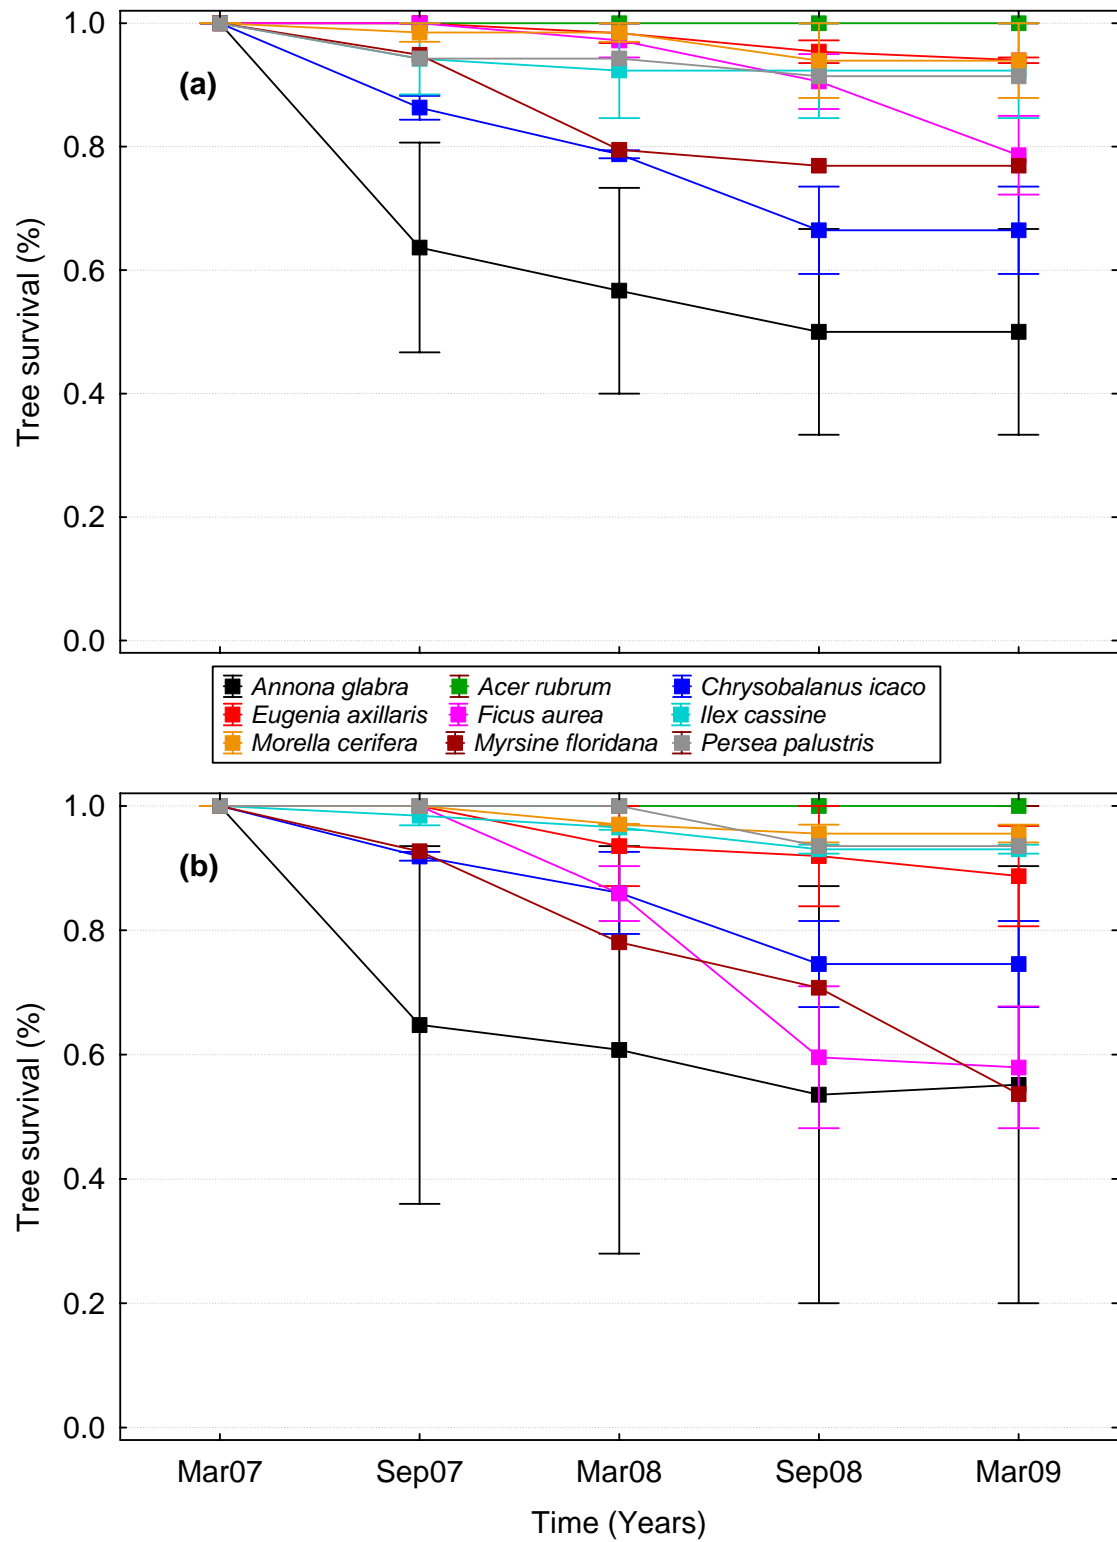 1.0
(a)
0.8
0.6
0.4
0.2
0.0
Tree survival (%)
Annona glabra Acer rubrum Chrysobalanus icaco
Eugenia axillaris Ficus aurea Ilex cassine
Morella cerifera Myrsine floridana Persea palustris
1.0
(b)
0.8
0.6
0.4
0.2
0.0
Tree survival (%)
Mar07 Sep07 Mar08 Sep08 Mar09
Time (Years)